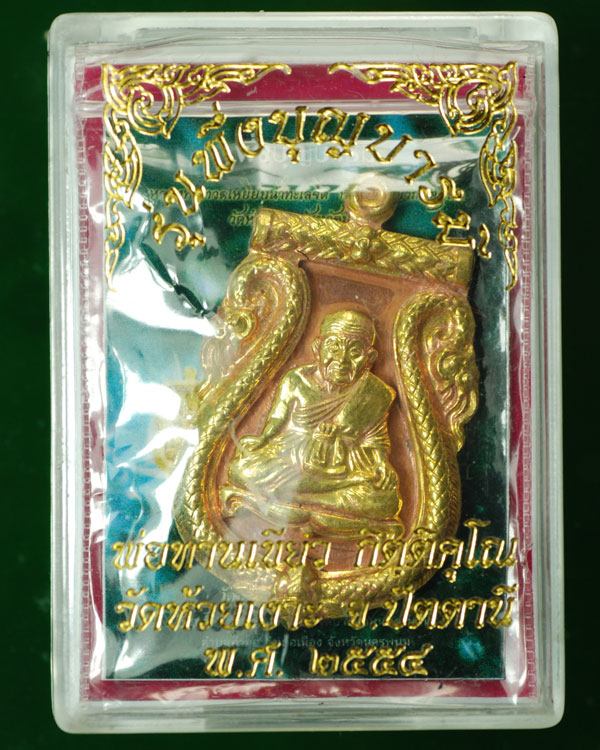 รุ่นพึ่งบุญบารมี
พ่อท่านเขียว กิตฺติคุโณ
วัดห้วยเงาะ จ ปัตตานี
พ.ศ. ๒๕๕๔